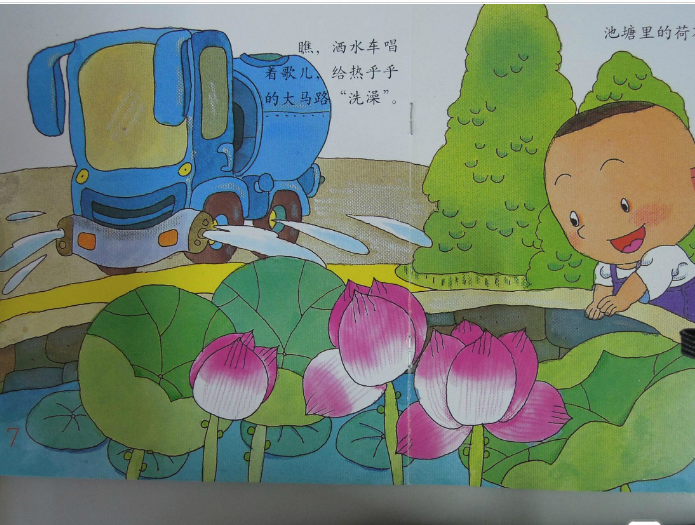 瞧，洒水车唱
着歌儿，给热乎乎
的大马路“洗澡”。
池塘里的荷
7